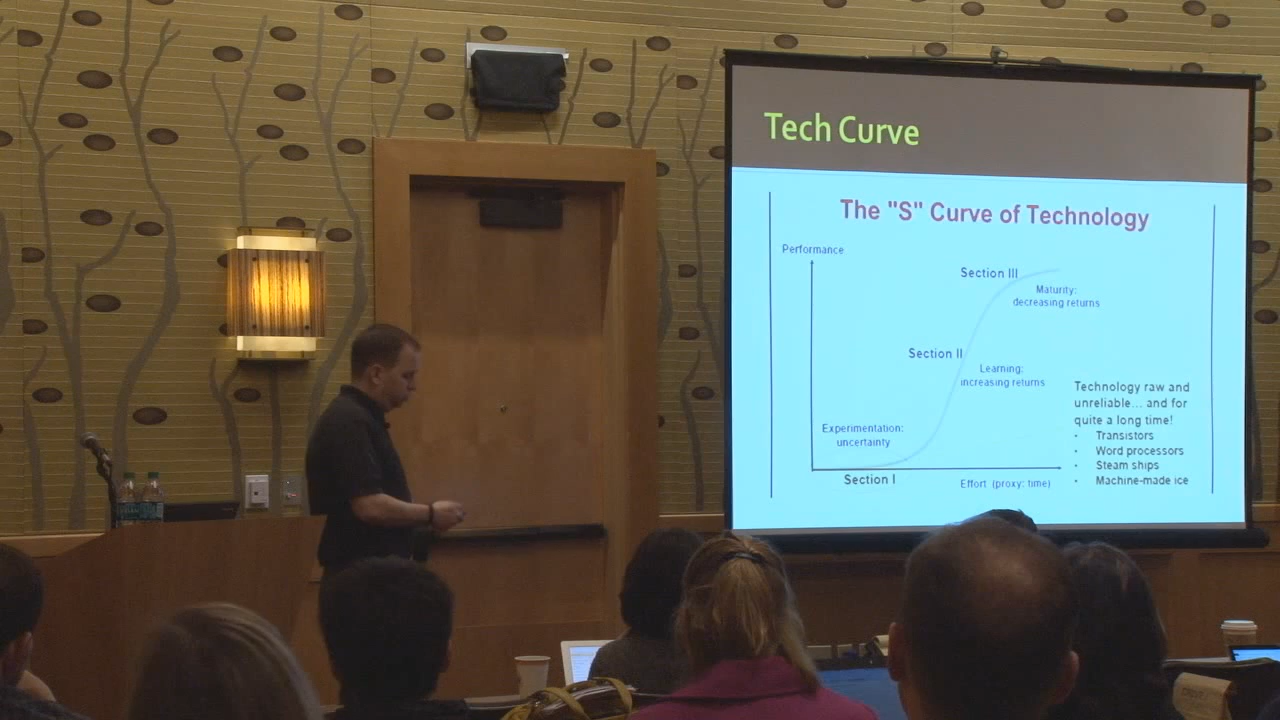 Tech Curve
The "S" Curve of Technology
Performance
Section III
Maturity:
decreasing returns
Section II
Learning:
increasing returns
Technology raw and
unreliable... and for
quite a long time!
• Transistors
• Word processors
• Steam ships
• Machine-made ice
Experimentation:
uncertainty
Section I
Effort (proxy: time)